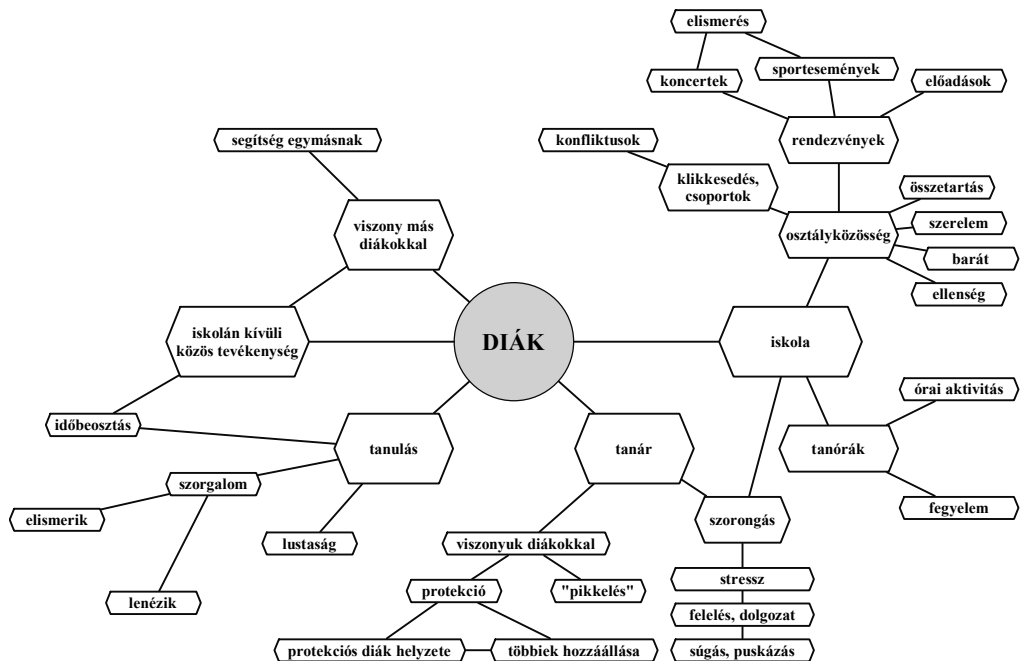 elismerés
sportesemények
koncertek
előadások
rendezvények
segítség egymásnak
konfliktusok
klikkesedés,
csoportok
összetartás
szerelem
osztályközösség
barát
ellenség
viszony más
diákokkal
iskolán kívüli
közös tevékenység
DIÁK
iskola
órai aktivitás
időbeosztás
tanulás
tanár
tanórák
szorgalom
elismerik
lustaság
lenézik
szorongás
fegyelem
viszonyuk diákokkal
protekció
"pikkelés"
stressz
felelés, dolgozat
súgás, puskázás
protekciós diák helyzete
többiek hozzáállása